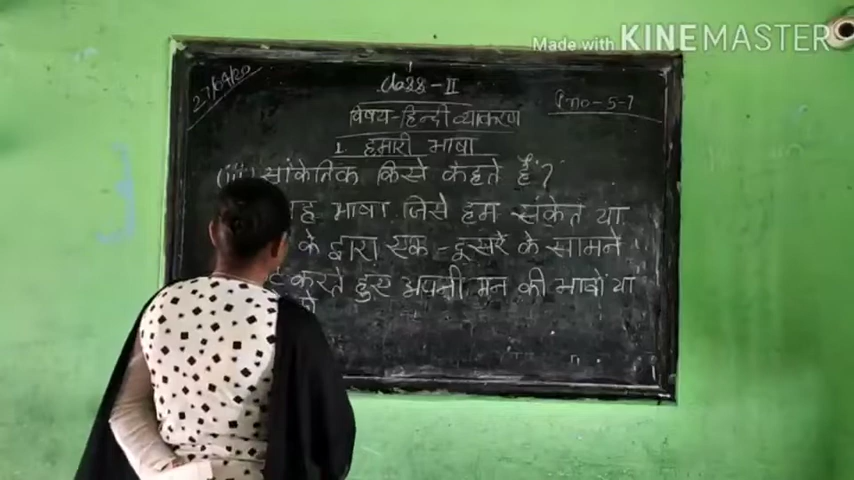 Made with KINEMASTER
27/04/20
Class - II
विषय - हिन्दी व्याकरण
P.no - 5-7
1. हमारी भाषा
(iii) सांकेतिक किसे कहते हैं?
भाषा जिसे हम संकेत या
के द्वारा एक - दूसरे के सामने
करते हुए अपनी मन की भावों या